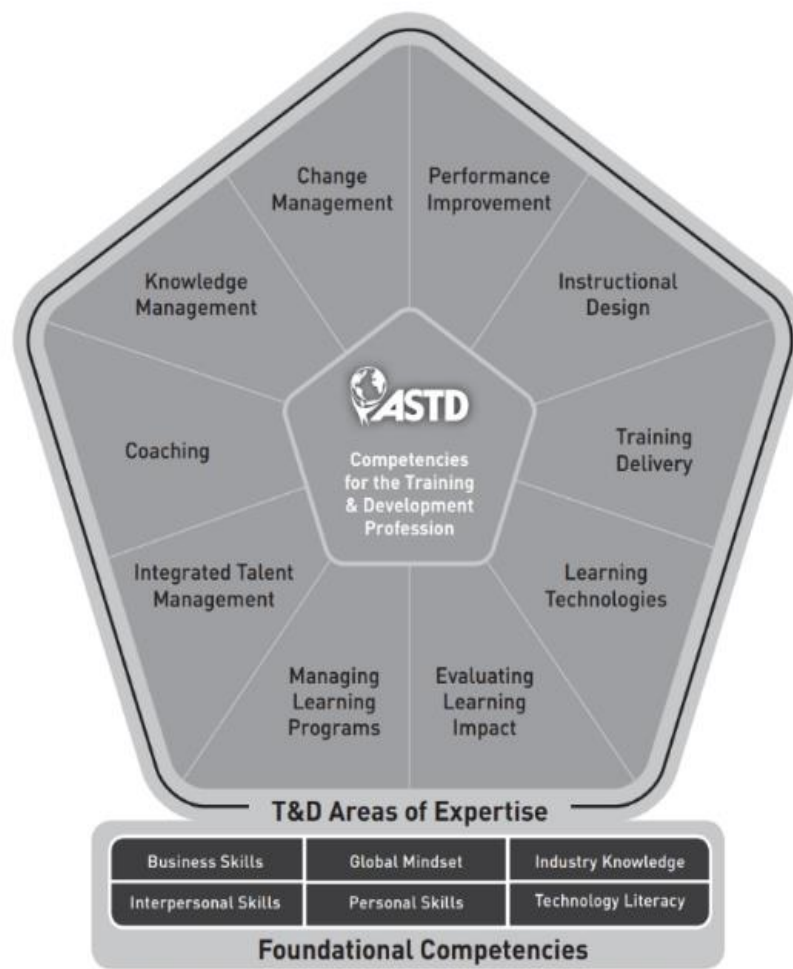 Change
Management
Performance
Improvement
Knowledge
Management
Instructional
Design
ASTD
Competencies
for the Training
& Development
Profession
Coaching
Training
Delivery
Integrated Talent
Management
Learning
Technologies
Managing
Learning
Programs
Evaluating
Learning
Impact
T&D Areas of Expertise
Business Skills
Global Mindset
Industry Knowledge
Interpersonal Skills
Personal Skills
Technology Literacy
Foundational Competencies